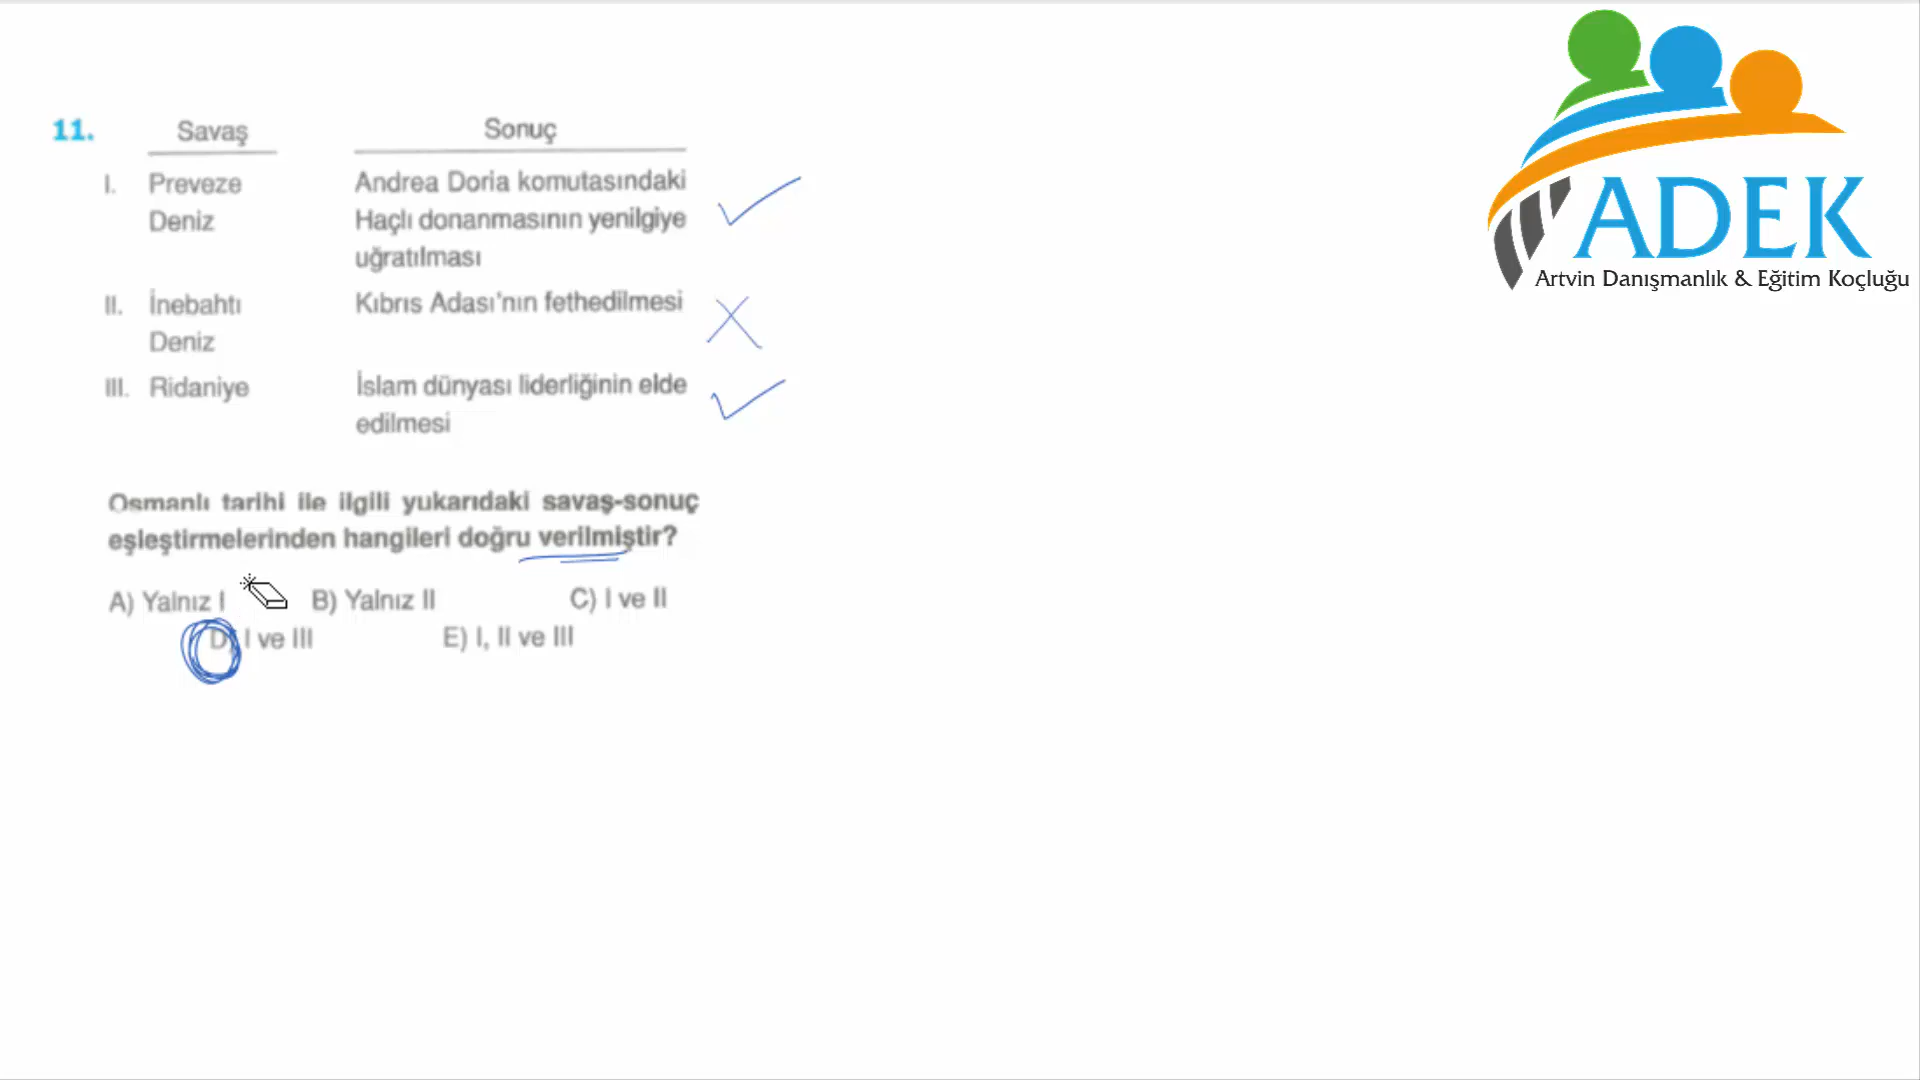 11. Savaş Sonuç
I. Preveze Deniz Andrea Doria komutasındaki Haçlı donanmasının yenilgiye uğratılması
II. İnebahtı Deniz Kıbrıs Adası'nın fethedilmesi
III. Ridaniye İslam dünyası liderliğinin elde edilmesi
Osmanlı tarihi ile ilgili yukarıdaki savaş-sonuç
eşleştirmelerinden hangileri doğru verilmiştir?
A) Yalnız I B) Yalnız II C) I ve II
D) I ve III E) I, II ve III
ADEK
Artvin Danışmanlık & Eğitim Koçluğu